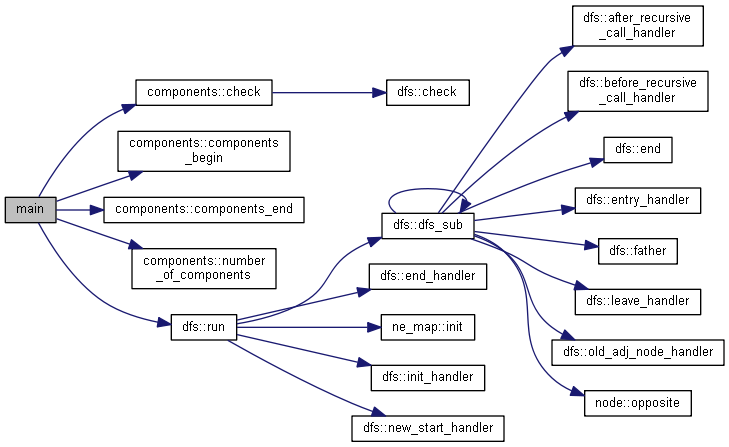 main
components::check
components::components
_begin
components::components_end
components::number
_of_components
dfs::run
dfs::check
dfs::dfs_sub
dfs::end_handler
ne_map::init
dfs::init_handler
dfs::new_start_handler
dfs::after_recursive
_call_handler
dfs::before_recursive
_call_handler
dfs::end
dfs::entry_handler
dfs::father
dfs::leave_handler
dfs::old_adj_node_handler
node::opposite